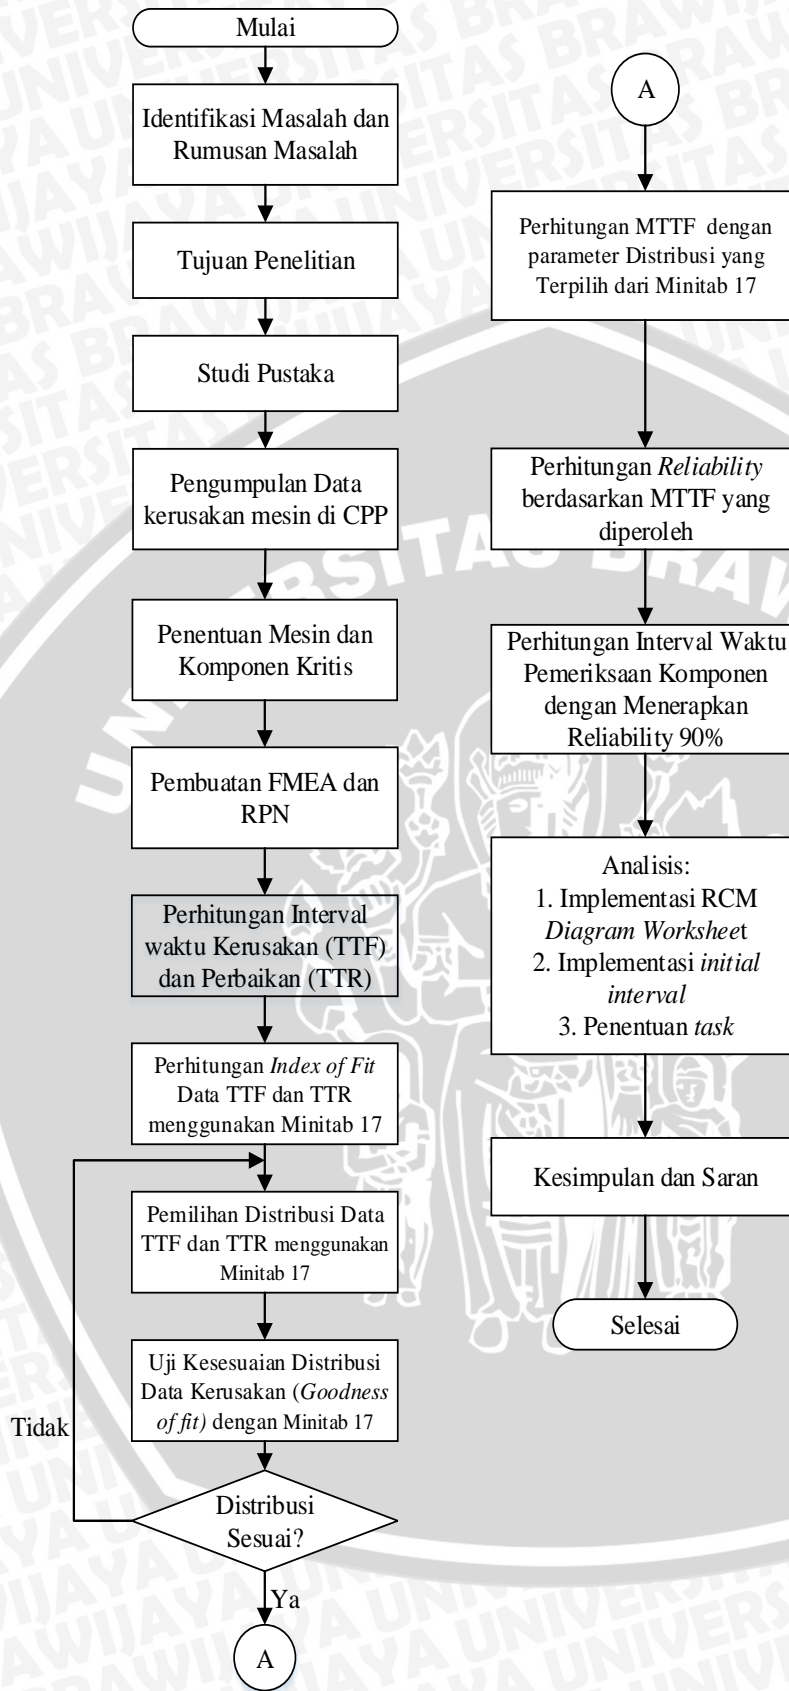 Mulai
Identifikasi Masalah dan
Rumusan Masalah
Tujuan Penelitian
Studi Pustaka
Pengumpulan Data
kerusakan mesin di CPP
Penentuan Mesin dan
Komponen Kritis
Pembuatan FMEA dan
RPN
Perhitungan Interval
waktu Kerusakan (TTF)
dan Perbaikan (TTR)
Perhitungan Index of Fit
Data TTF dan TTR
menggunakan Minitab 17
Pemilihan Distribusi Data
TTF dan TTR menggunakan
Minitab 17
Uji Kesesuaian Distribusi
Data Kerusakan (Goodness
of fit) dengan Minitab 17
Tidak
Distribusi
Sesuai?
Ya
A
A
Perhitungan MTTF dengan
parameter Distribusi yang
Terpilih dari Minitab 17
Perhitungan Reliability
berdasarkan MTTF yang
diperoleh
Perhitungan Interval Waktu
Pemeriksaan Komponen
dengan Menerapkan
Reliability 90%
Analisis:
1. Implementasi RCM
Diagram Worksheet
2. Implementasi initial
interval
3. Penentuan task
Kesimpulan dan Saran
Selesai
UNIVERSITAS BRAW